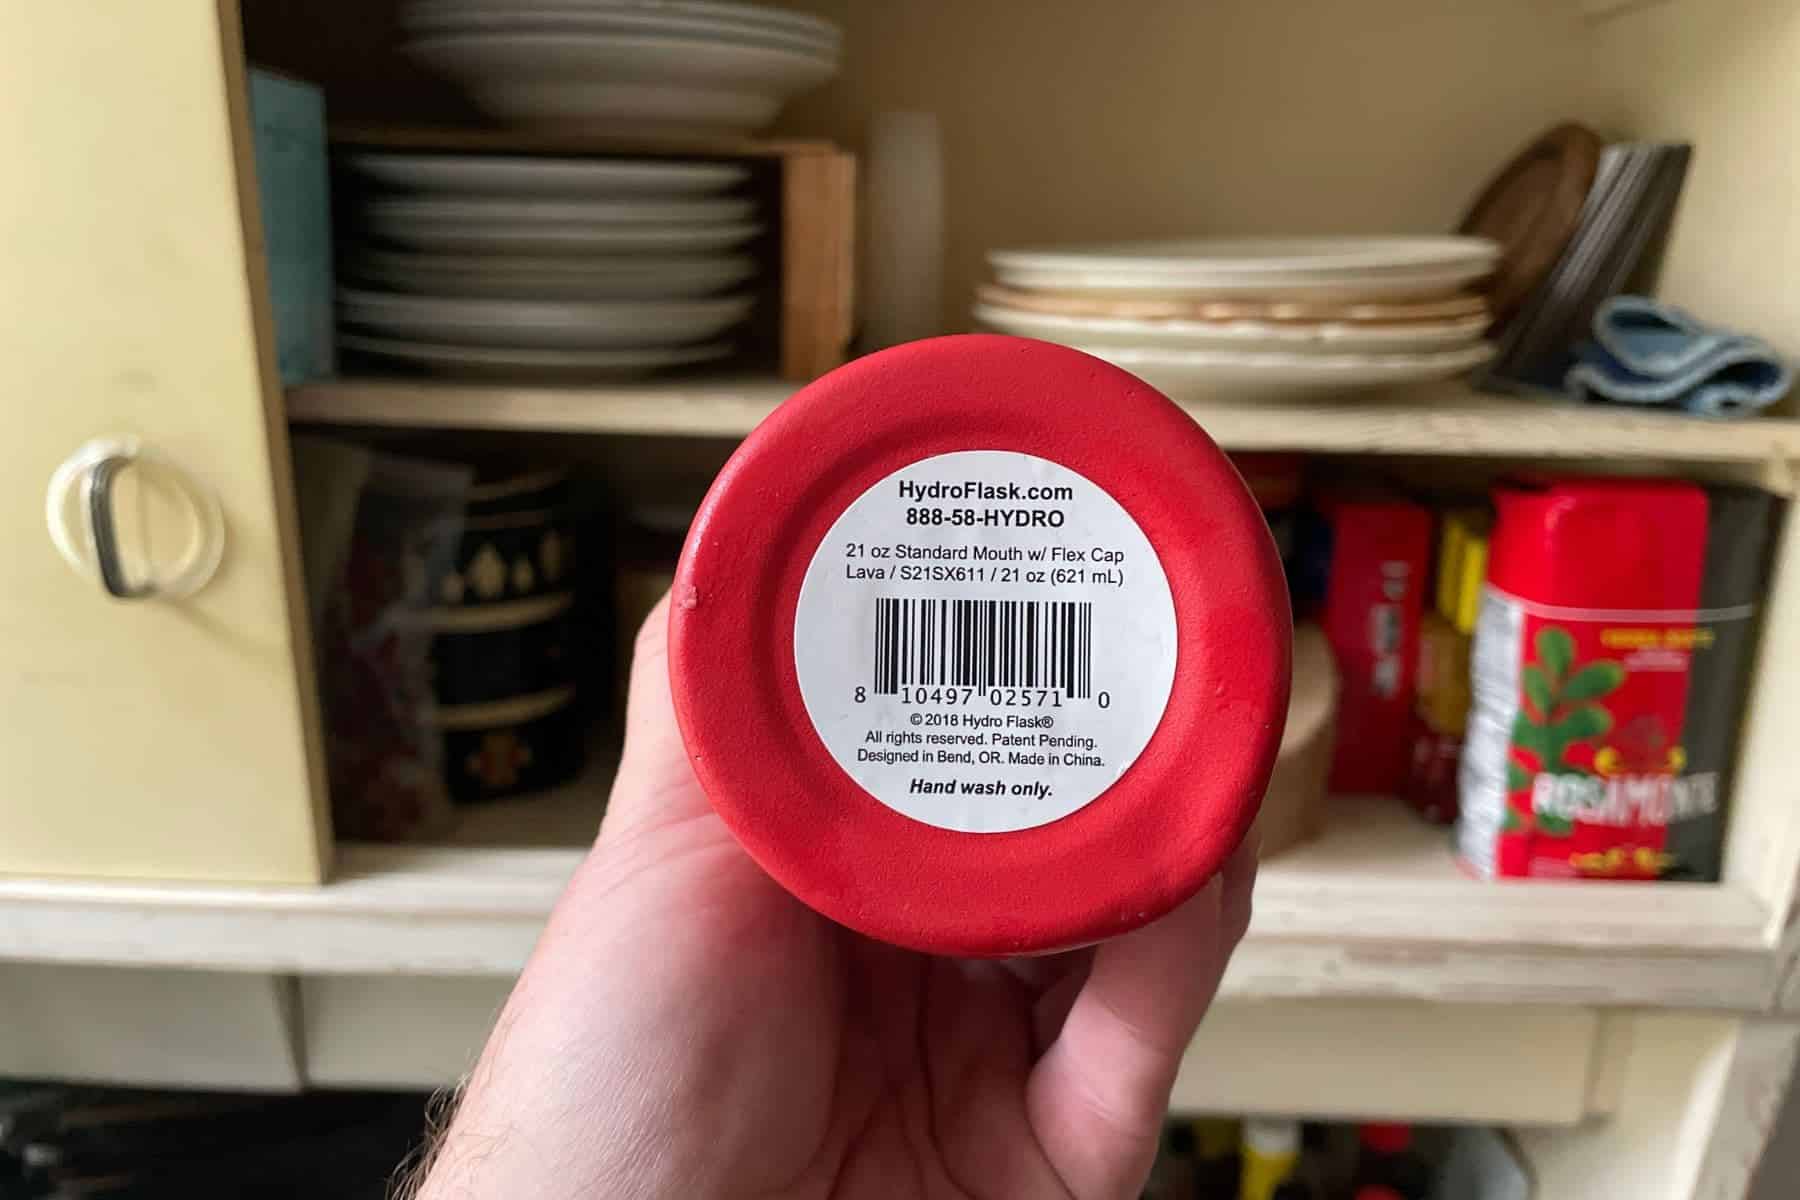 HydroFlask.com
888-58-HYDRO
21 oz Standard Mouth w/ Flex Cap
Lava / S21SX611 / 21 oz (621 mL)
8 10497 02571 0
© 2018 Hydro Flask®
All rights reserved. Patent Pending.
Designed in Bend, OR. Made in China.
Hand wash only.
ROSAMONTE